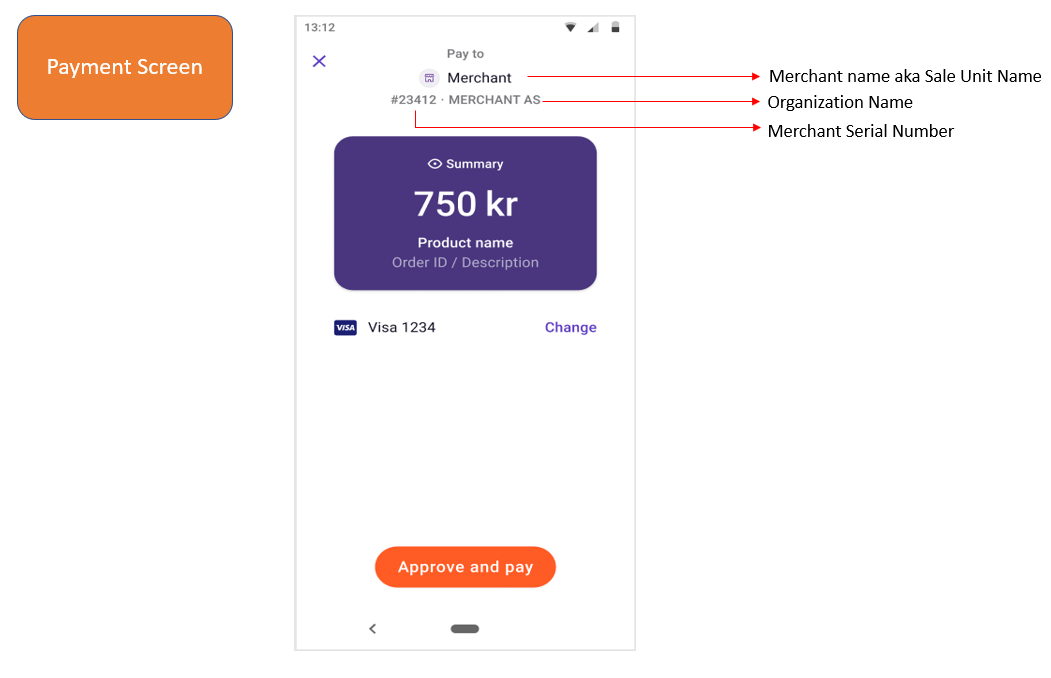 Payment Screen
13:12
Pay to
Merchant
#23412 · MERCHANT AS
Merchant name aka Sale Unit Name
Organization Name
Merchant Serial Number
Summary
750 kr
Product name
Order ID / Description
VISA
Visa 1234
Change
Approve and pay